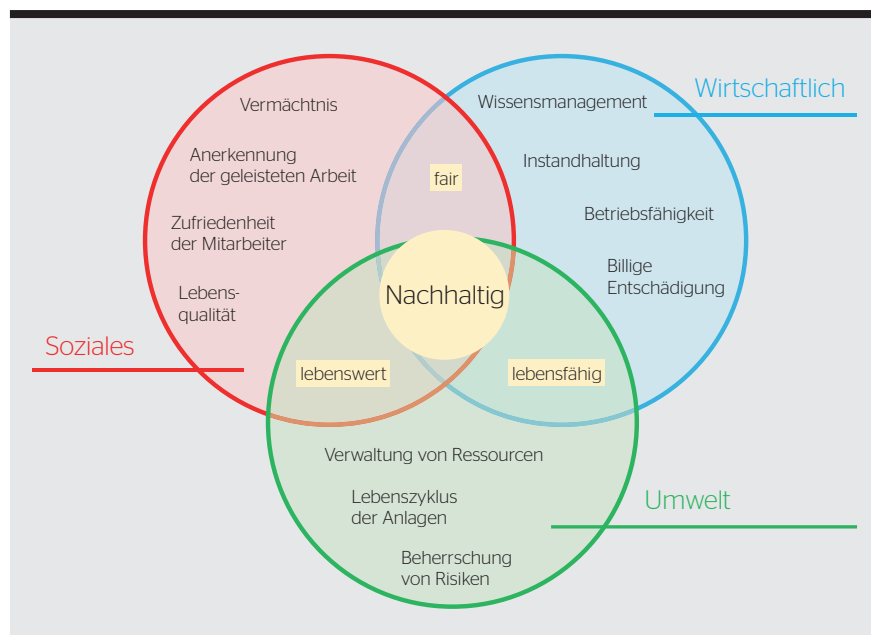 Wirtschaftlich
Wissensmanagement
Vermächtnis
Anerkennung
der geleisteten Arbeit
Instandhaltung
fair
Zufriedenheit
der Mitarbeiter
Betriebsfähigkeit
Billige
Entschädigung
Lebens-
qualität
Nachhaltig
Soziales
lebenswert
lebensfähig
Verwaltung von Ressourcen
Lebenszyklus
der Anlagen
Umwelt
Beherrschung
von Risiken